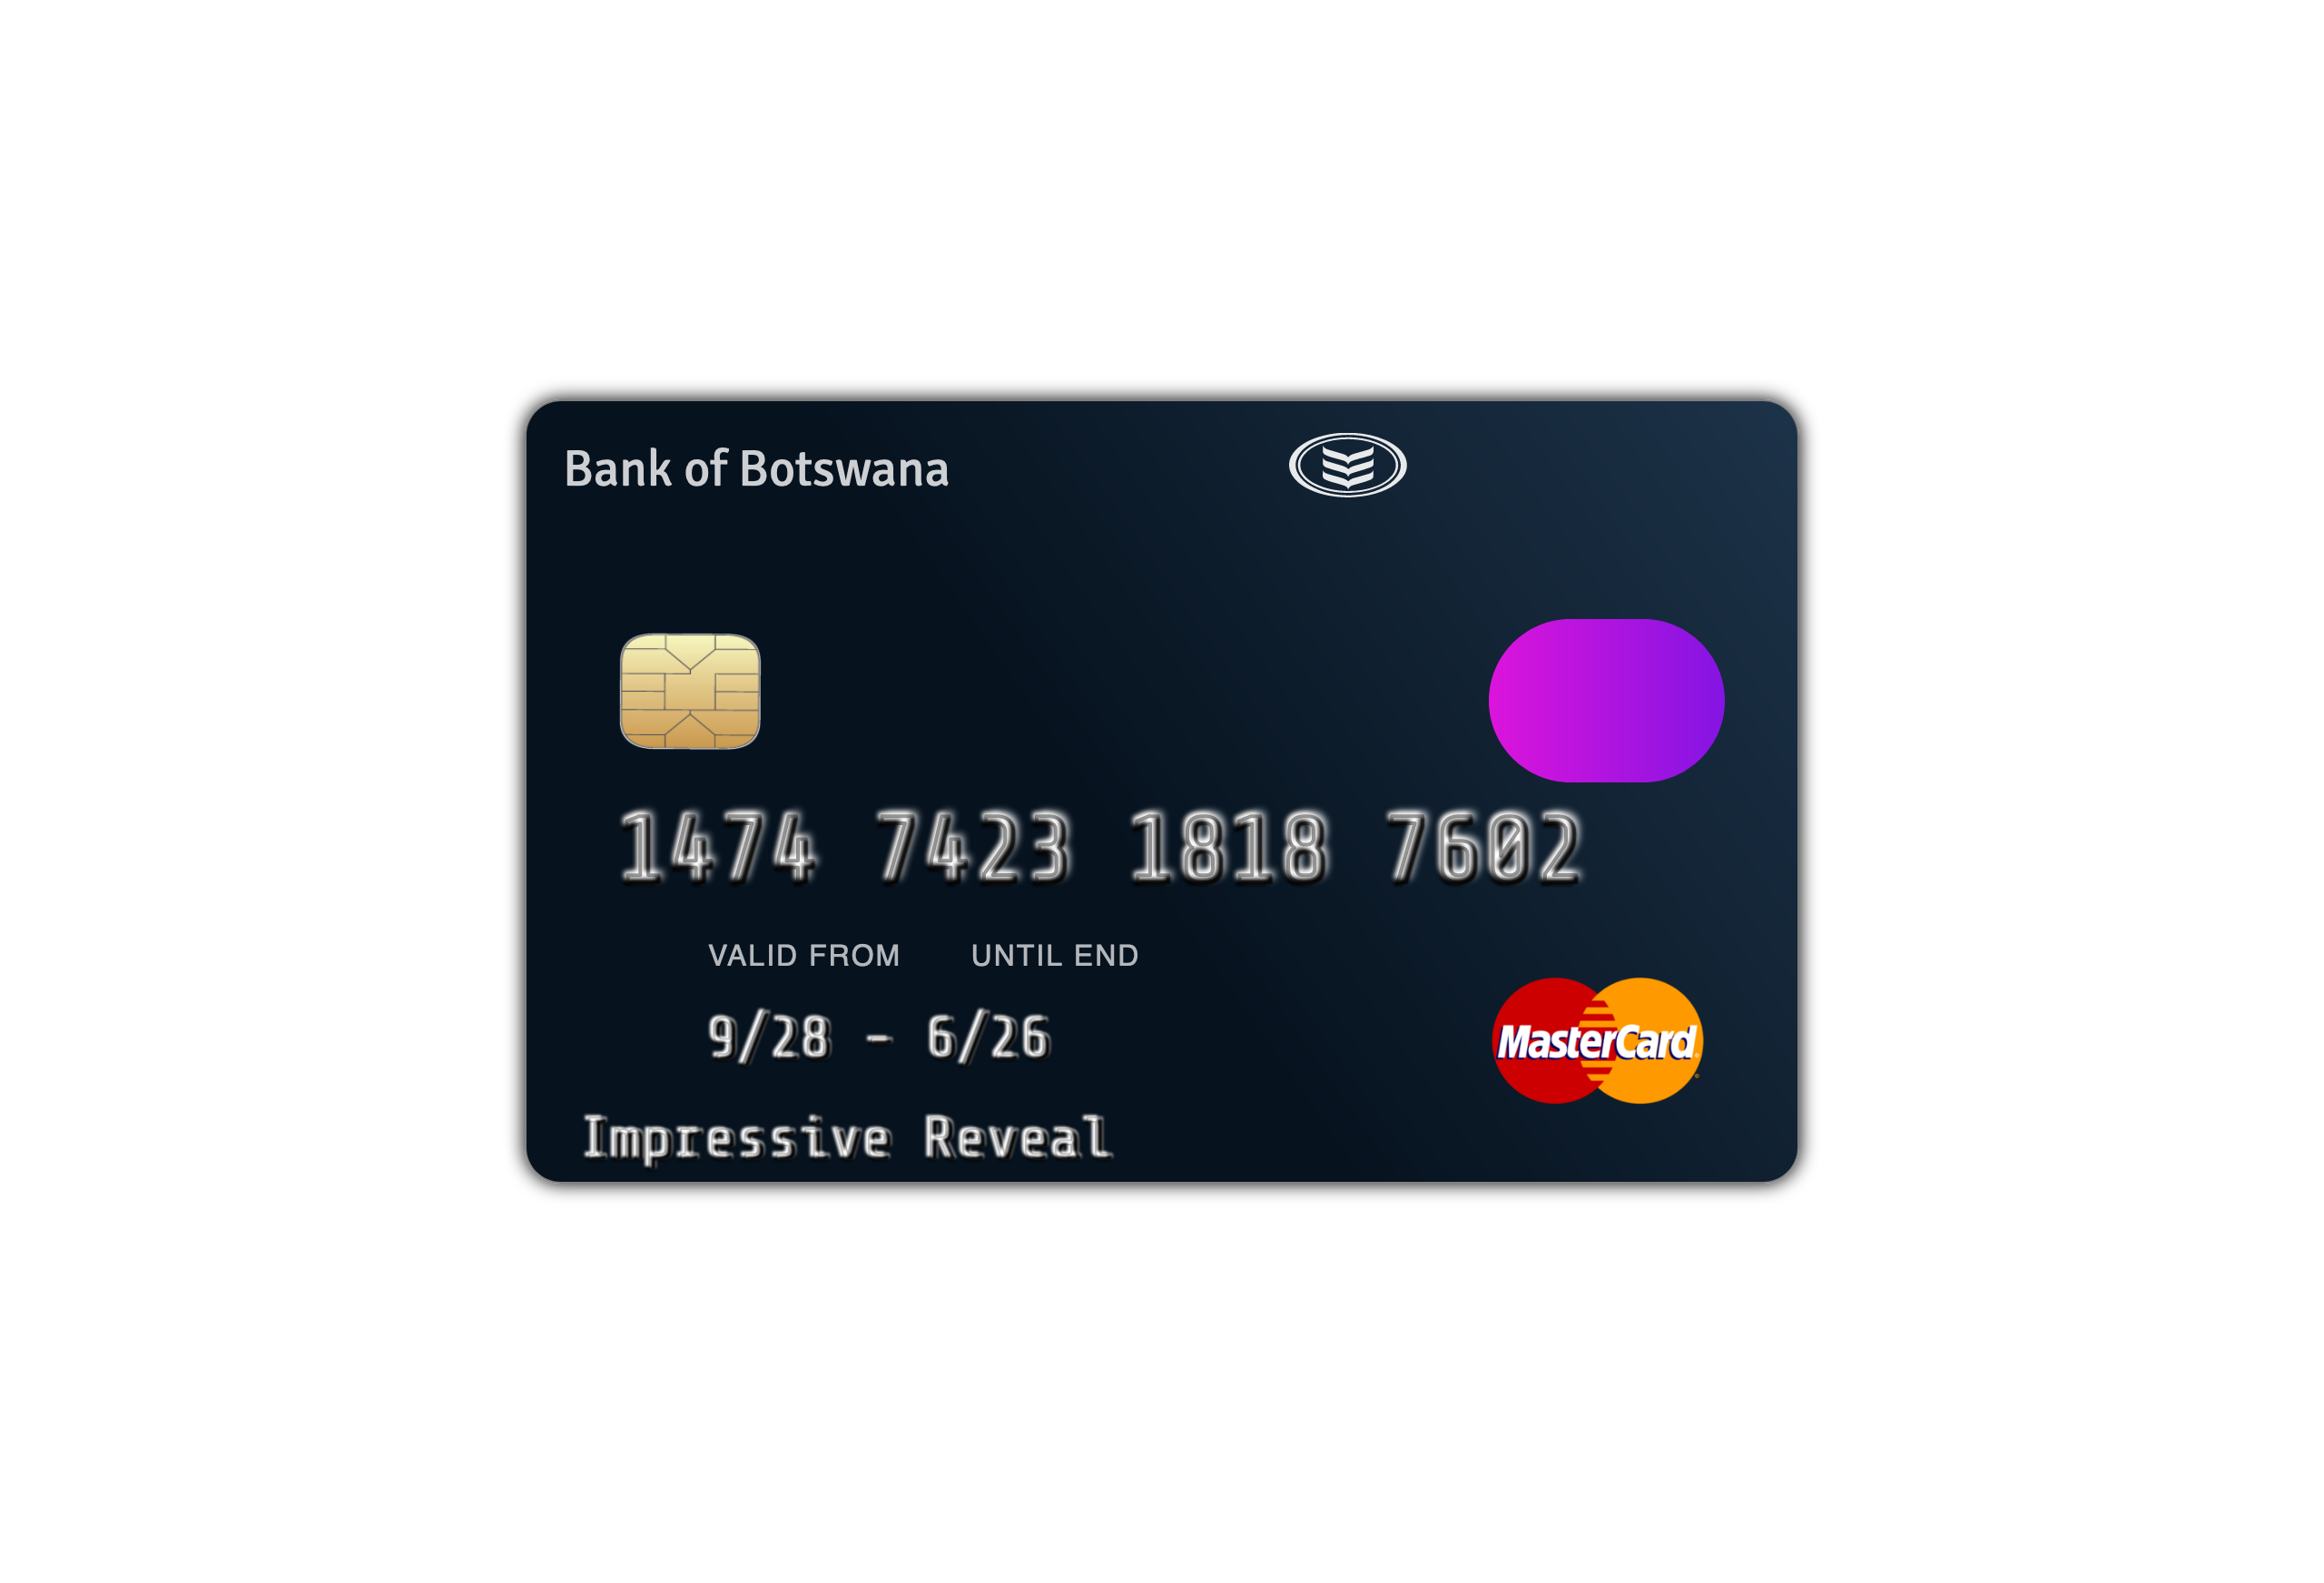 Bank of Botswana
1474 7423 1818 7602
VALID FROM UNTIL END
9/28 - 6/26
MasterCard
Impressive Reveal